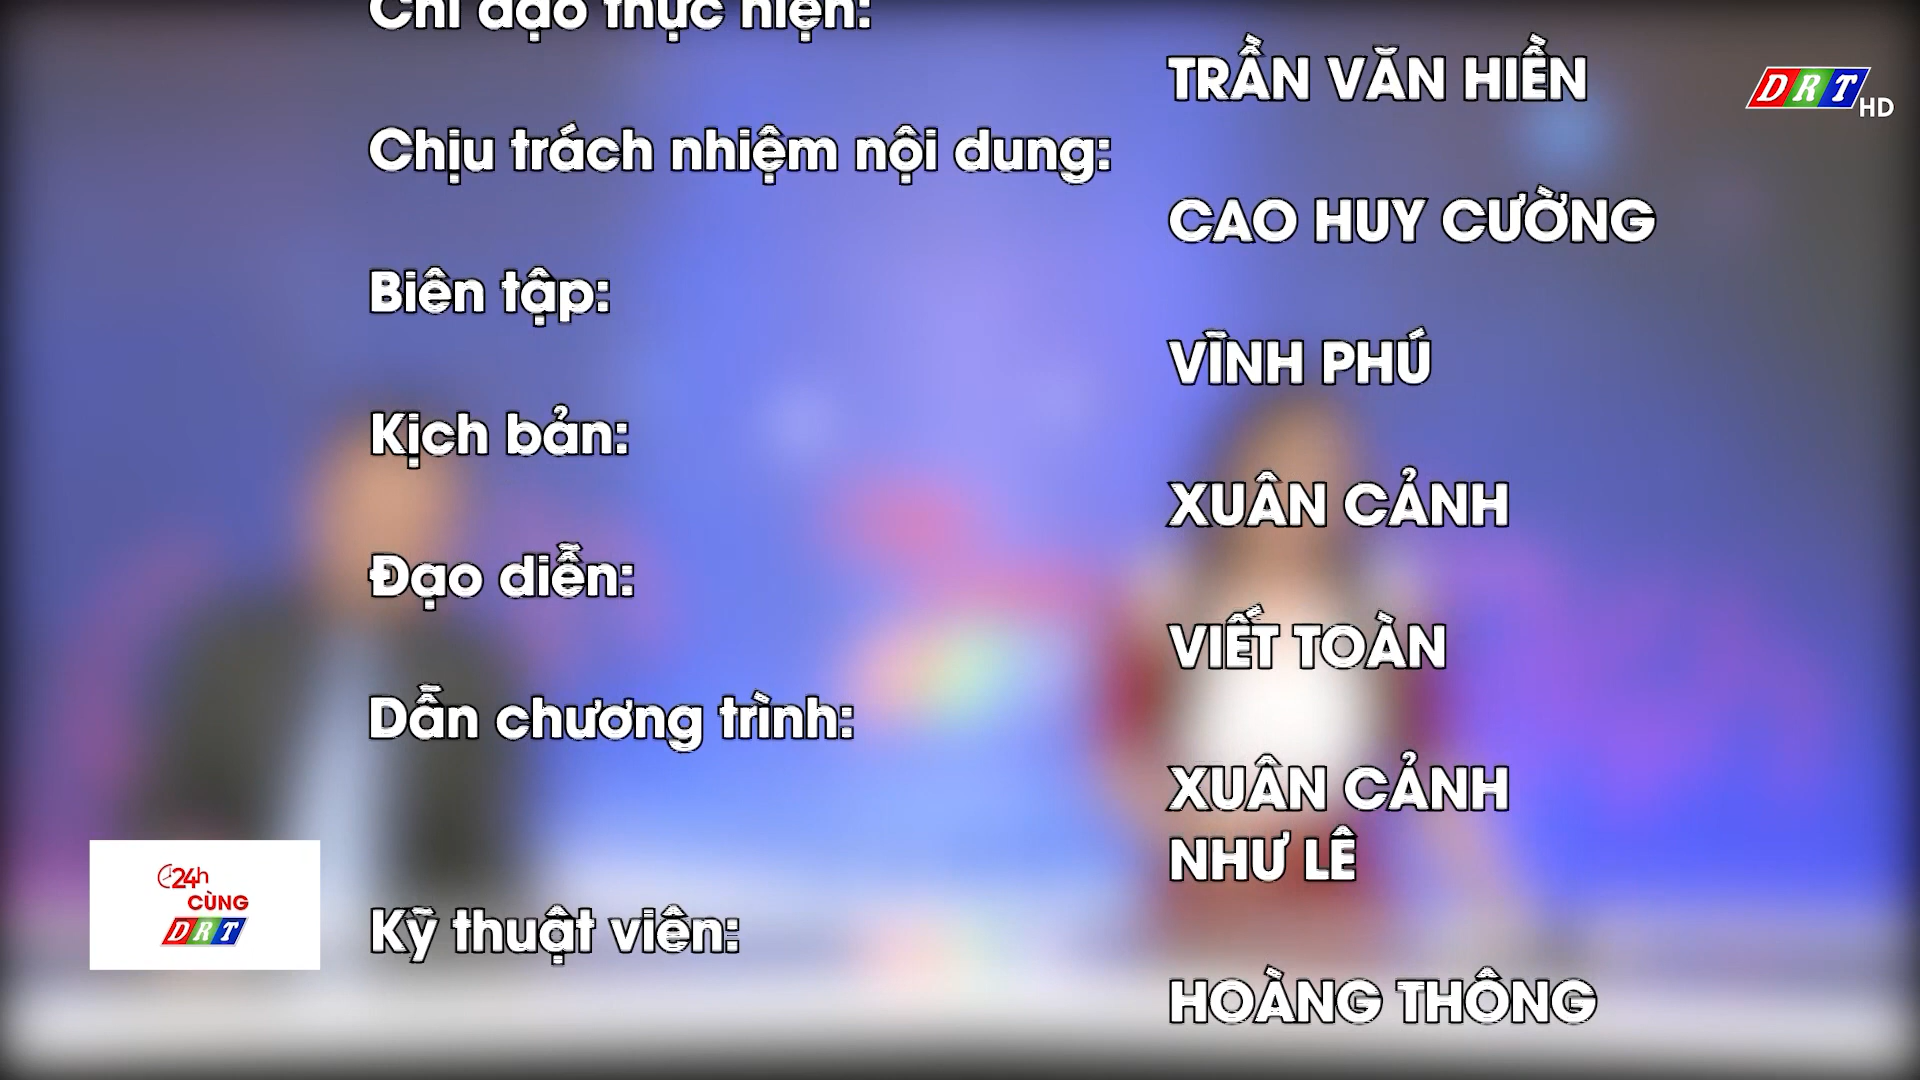 Chỉ đạo thực hiện:
TRẦN VĂN HIỀN
DRT HD
Chịu trách nhiệm nội dung:
CAO HUY CƯỜNG
Biên tập:
VĨNH PHÚ
Kịch bản:
XUÂN CẢNH
Đạo diễn:
VIẾT TOÀN
Dẫn chương trình:
XUÂN CẢNH
NHƯ LÊ
24h
CÙNG
DRT
Kỹ thuật viên:
HOÀNG THÔNG